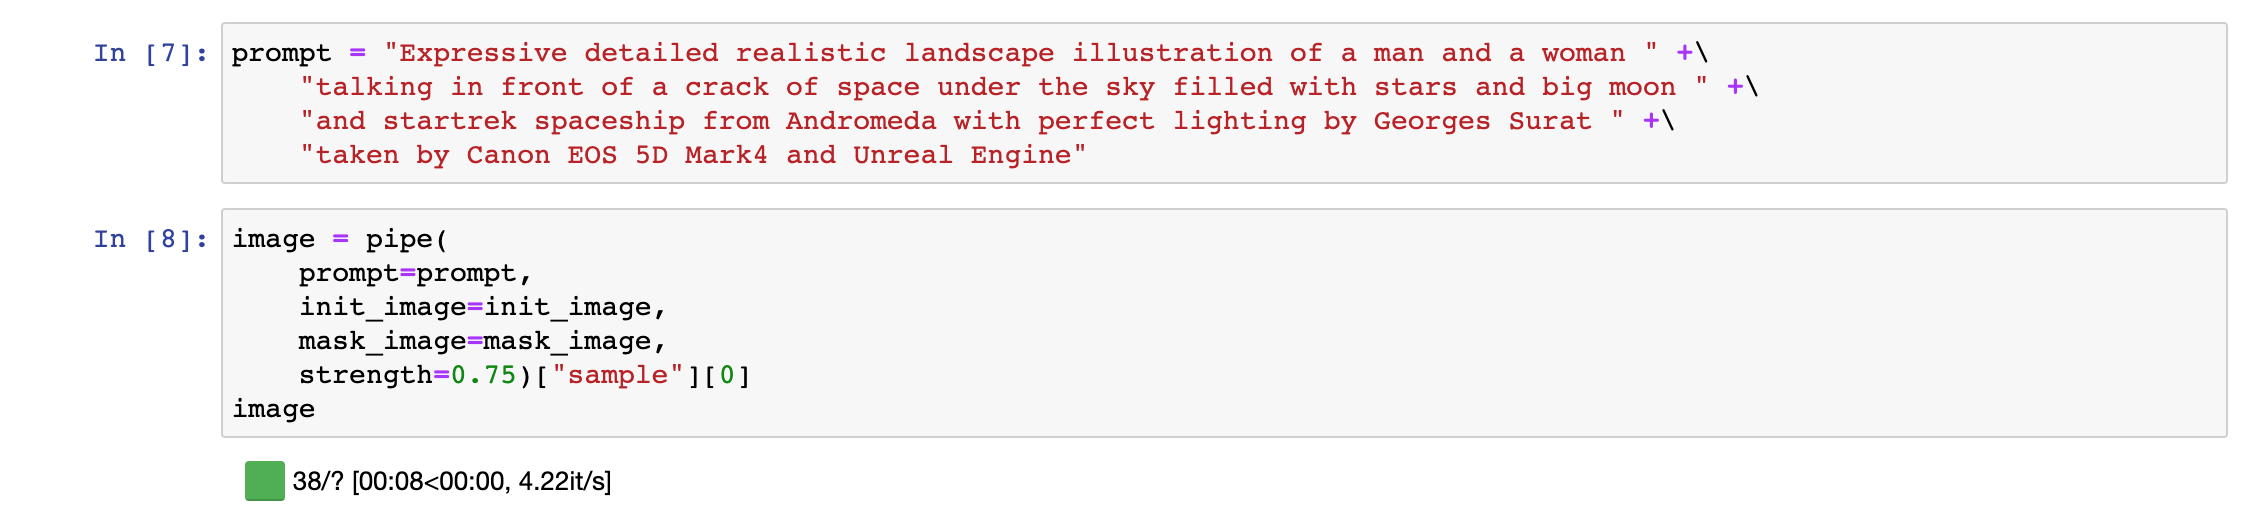 In [7]: prompt = "Expressive detailed realistic landscape illustration of a man and a woman " +\
    "talking in front of a crack of space under the sky filled with stars and big moon " +\
    "and startrek spaceship from Andromeda with perfect lighting by Georges Surat " +\
    "taken by Canon EOS 5D Mark4 and Unreal Engine"
In [8]: image = pipe(
    prompt=prompt,
    init_image=init_image,
    mask_image=mask_image,
    strength=0.75)["sample"][0]
image
38/? [00:08<00:00, 4.22it/s]